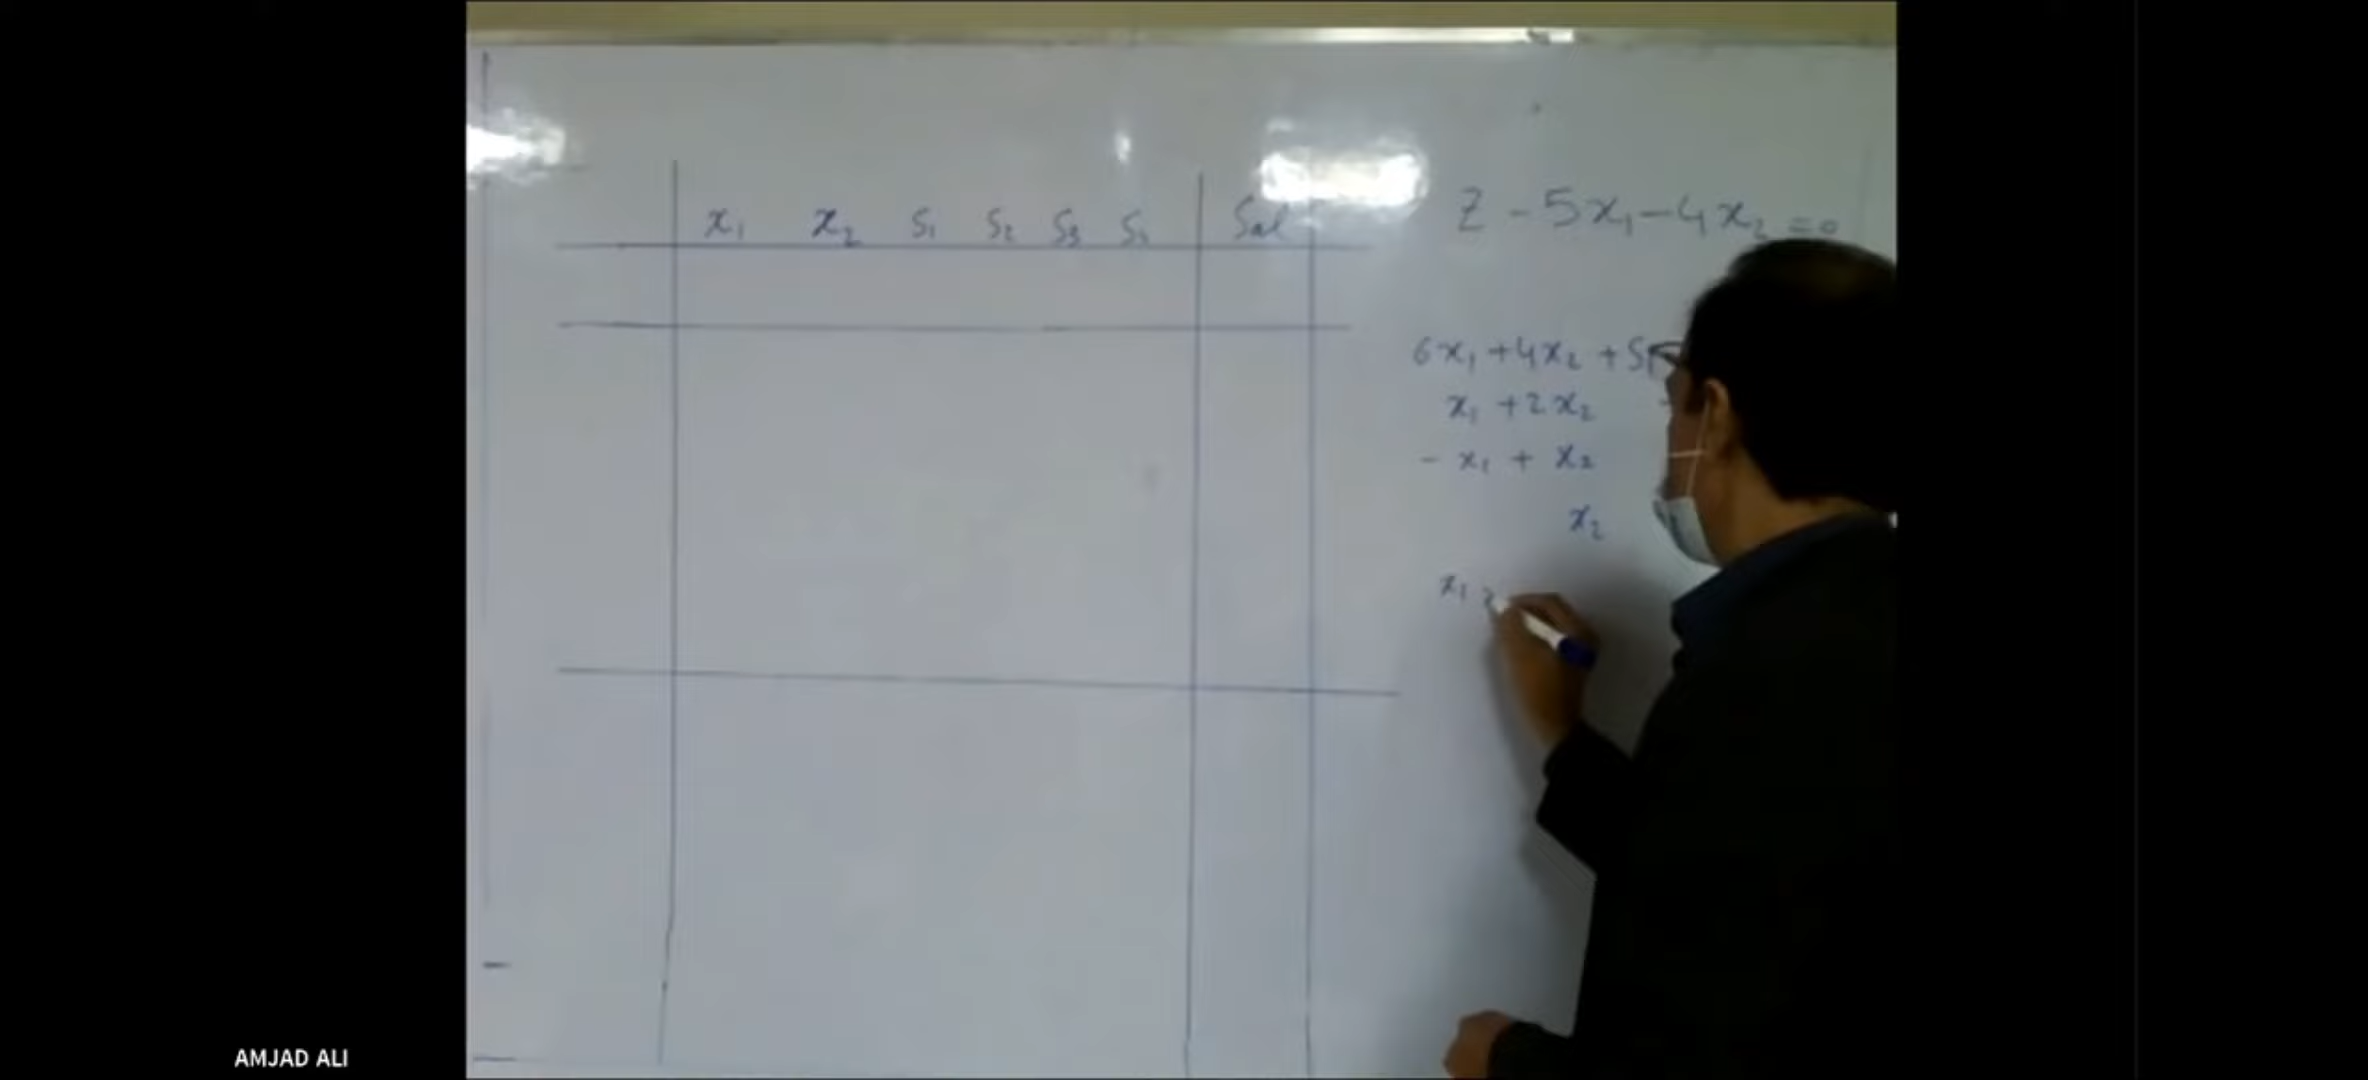 x₁ x₂ S₁ S₂ S₃ S₄ Sol
Z - 5x₁ - 4x₂ = 0
6x₁ + 4x₂ + S₁
x₁ + 2x₂
- x₁ + x₂
x₂
x₁
AMJAD ALI